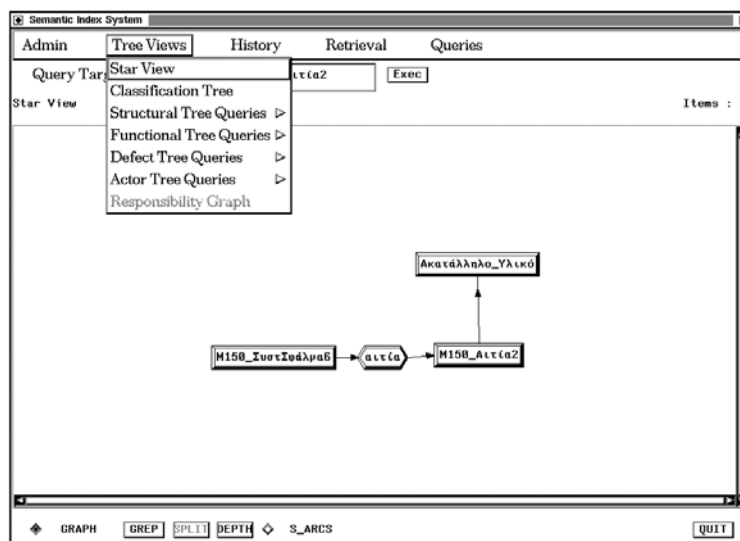 Semantic Index System
Admin Tree Views History Retrieval Queries
Query Tar ιτία2 Exec
Star View Items :
Star View
Classification Tree
Structural Tree Queries
Functional Tree Queries
Defect Tree Queries
Actor Tree Queries
Responsibility Graph
Ακατάλληλο_Υλικό
M150_ΣυστΣφάλμα6 αιτία M150_Αιτία2
GRAPH GREP SPLIT DEPTH S_ARCS QUIT